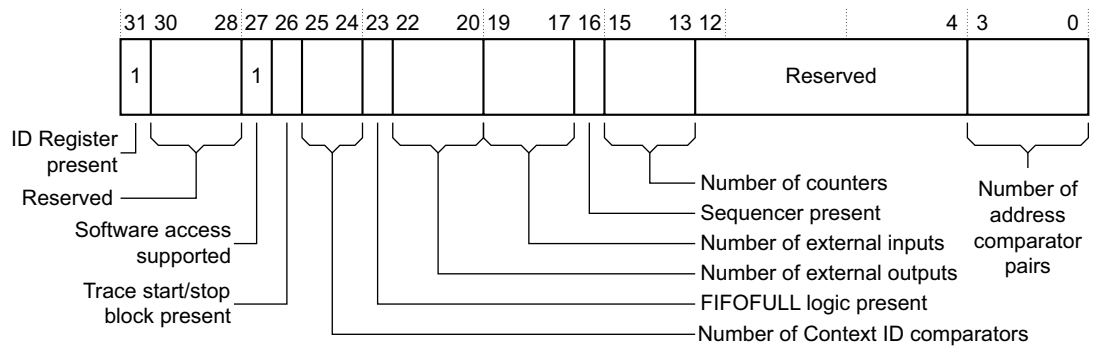 31 30 28 27 26 25 24 23 22 20 19 17 16 15 13 12 4 3 0
1 1 Reserved
ID Register
present
Reserved
Software access
supported
Trace start/stop
block present
Number of counters
Sequencer present
Number of external inputs
Number of external outputs
FIFOFULL logic present
Number of Context ID comparators
Number of
address
comparator
pairs